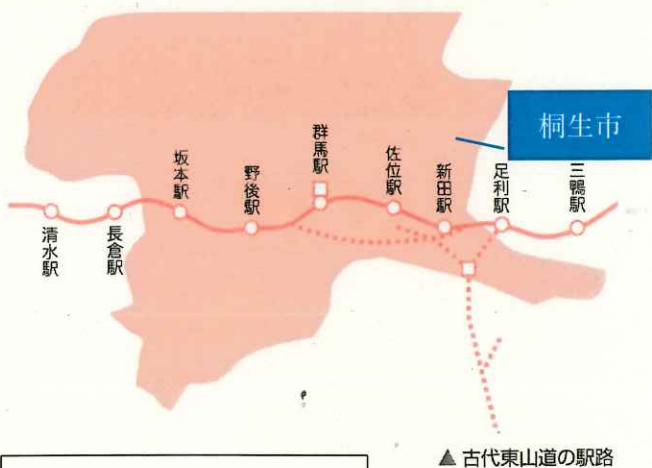 桐生市
群馬駅
坂本駅
野後駅
佐位駅
新田駅
足利駅
三鴨駅
清水駅
長倉駅
▲ 古代東山道の駅路